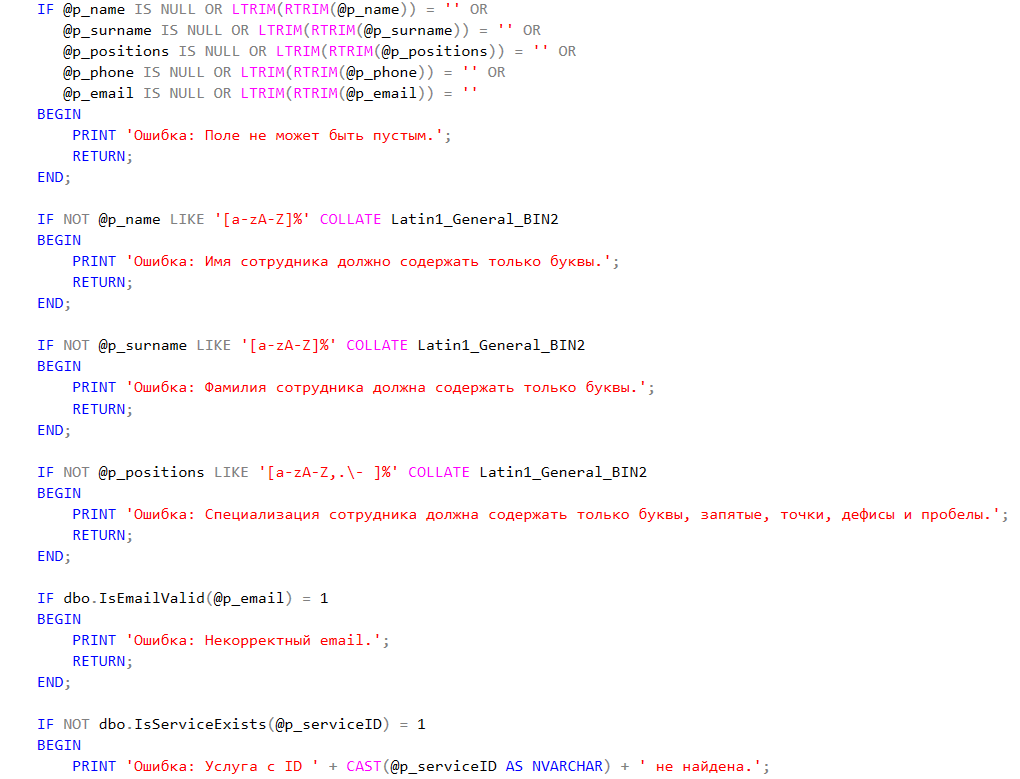 IF @p_name IS NULL OR LTRIM(RTRIM(@p_name)) = '' OR
@p_surname IS NULL OR LTRIM(RTRIM(@p_surname)) = '' OR
@p_positions IS NULL OR LTRIM(RTRIM(@p_positions)) = '' OR
@p_phone IS NULL OR LTRIM(RTRIM(@p_phone)) = '' OR
@p_email IS NULL OR LTRIM(RTRIM(@p_email)) = ''
BEGIN
PRINT 'Ошибка: Поле не может быть пустым.';
RETURN;
END;
IF NOT @p_name LIKE '[a-zA-Z]%' COLLATE Latin1_General_BIN2
BEGIN
PRINT 'Ошибка: Имя сотрудника должно содержать только буквы.';
RETURN;
END;
IF NOT @p_surname LIKE '[a-zA-Z]%' COLLATE Latin1_General_BIN2
BEGIN
PRINT 'Ошибка: Фамилия сотрудника должна содержать только буквы.';
RETURN;
END;
IF NOT @p_positions LIKE '[a-zA-Z,.\- ]%' COLLATE Latin1_General_BIN2
BEGIN
PRINT 'Ошибка: Специализация сотрудника должна содержать только буквы, запятые, точки, дефисы и пробелы.';
RETURN;
END;
IF dbo.IsEmailValid(@p_email) = 1
BEGIN
PRINT 'Ошибка: Некорректный email.';
RETURN;
END;
IF NOT dbo.IsServiceExists(@p_serviceID) = 1
BEGIN
PRINT 'Ошибка: Услуга с ID ' + CAST(@p_serviceID AS NVARCHAR) + ' не найдена.';